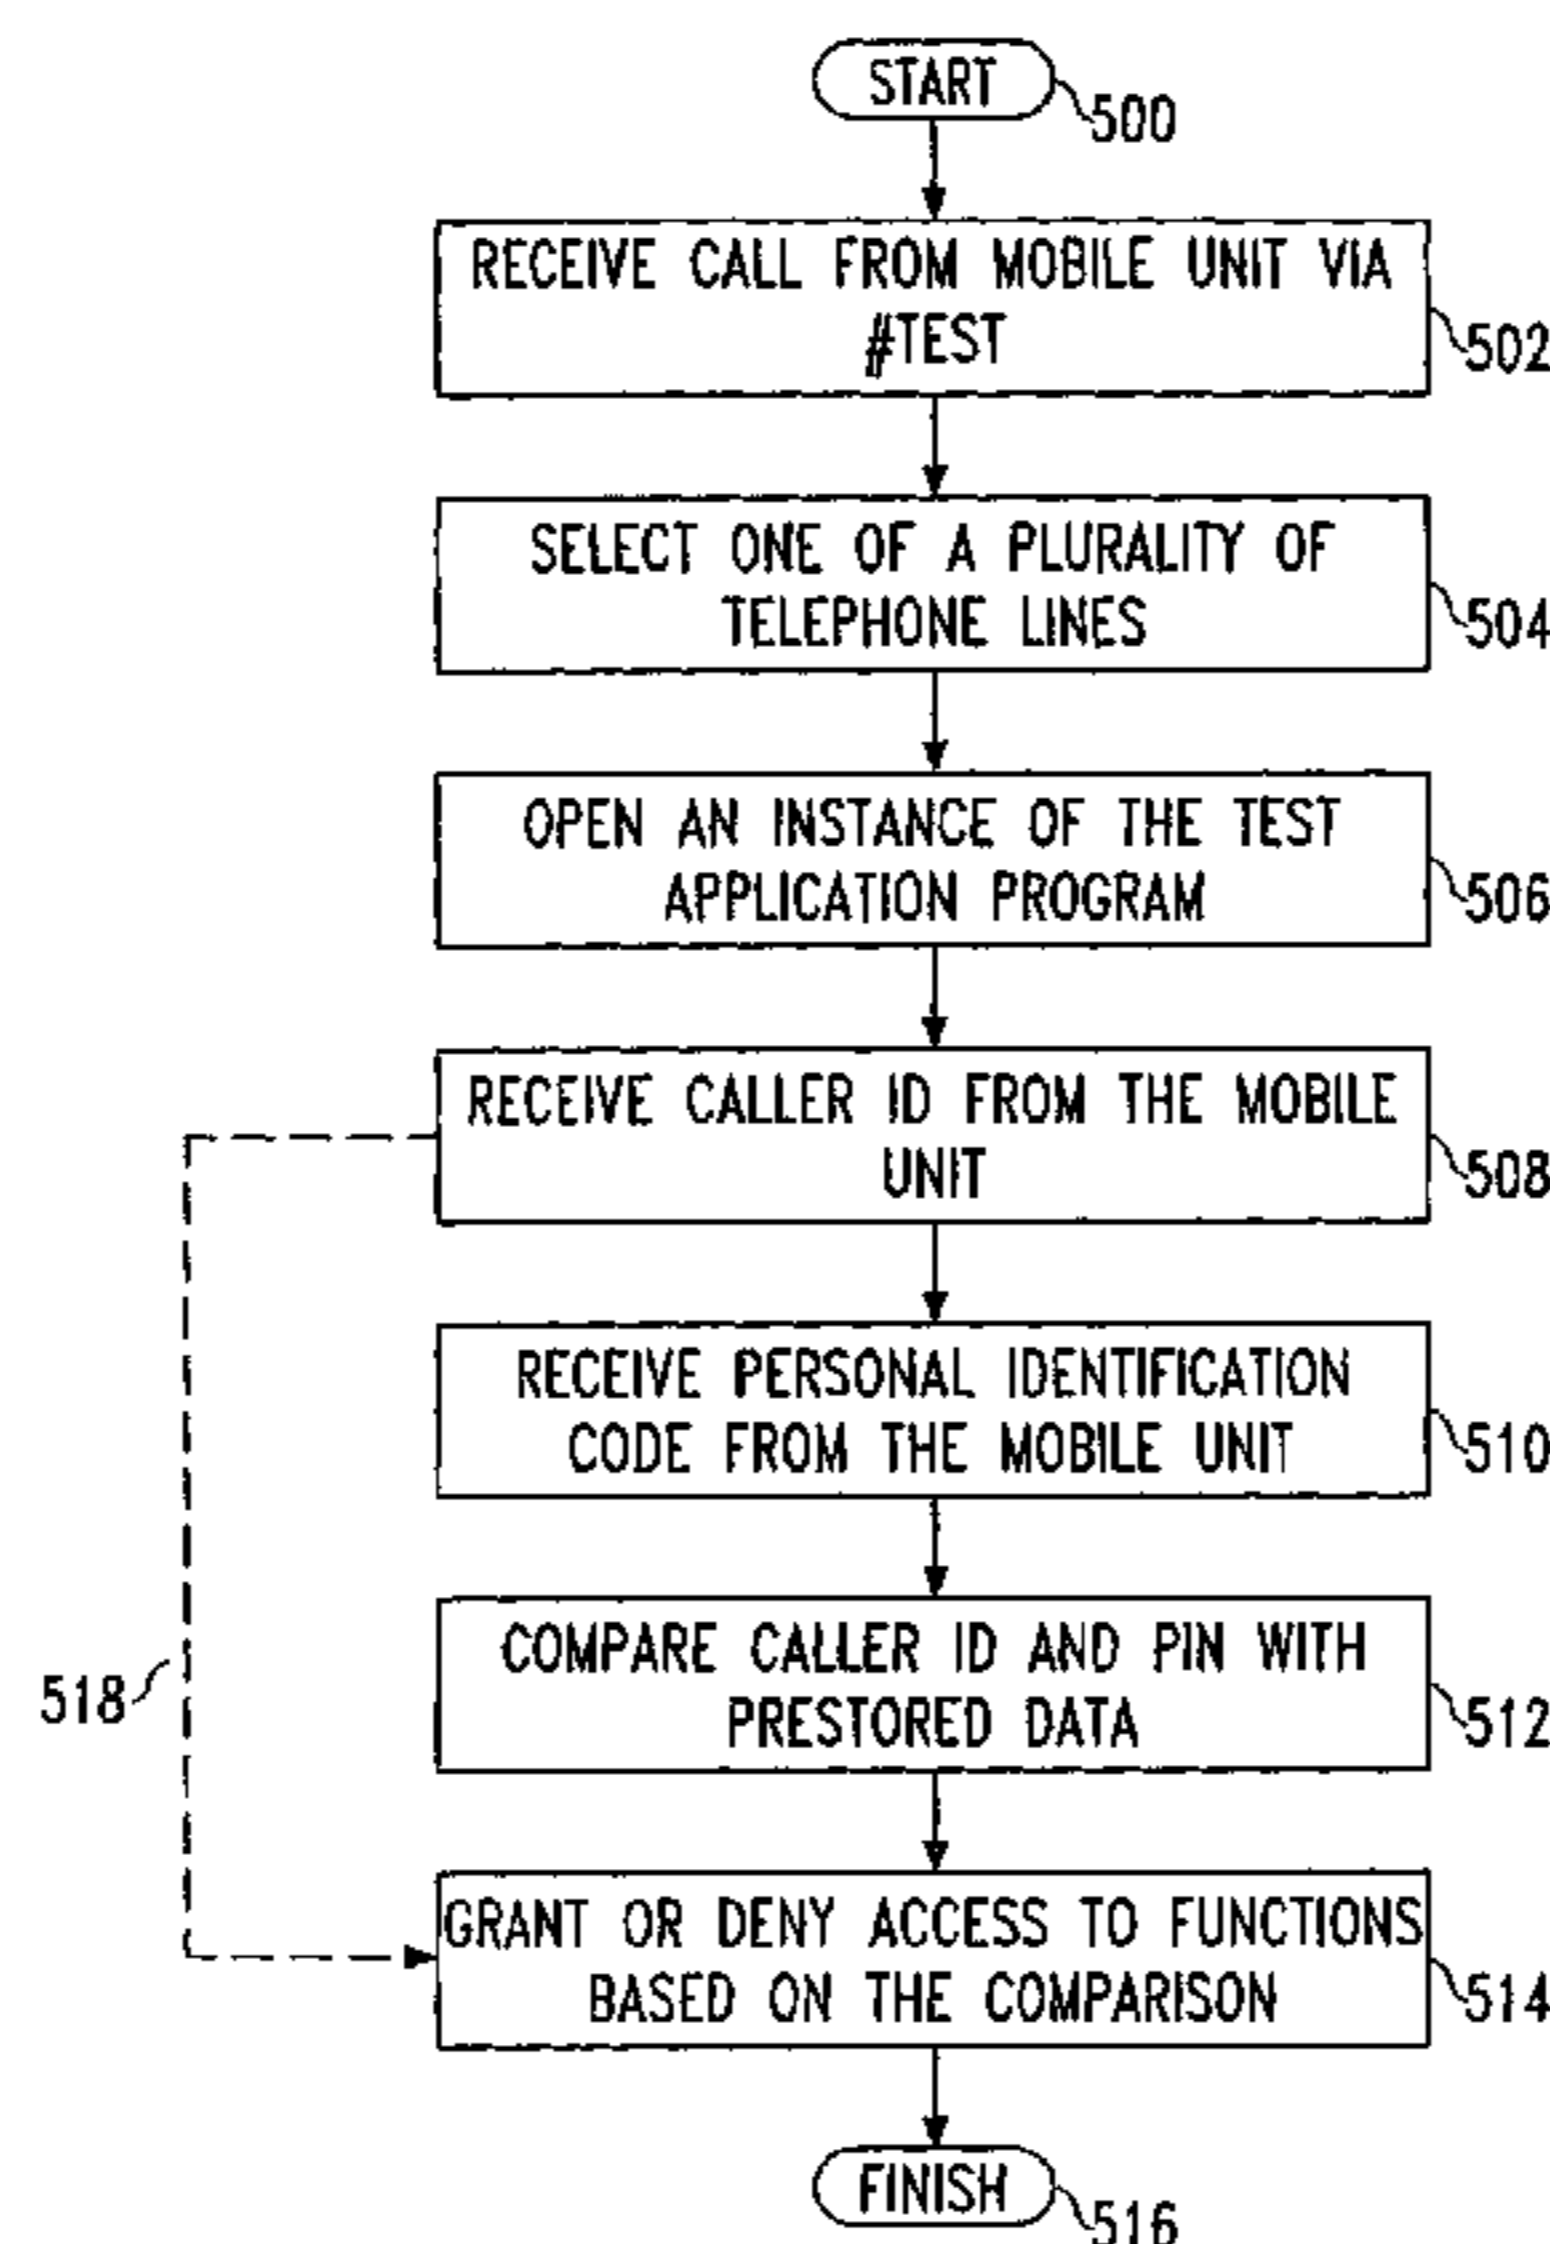 START
500
RECEIVE CALL FROM MOBILE UNIT VIA
#TEST
502
SELECT ONE OF A PLURALITY OF
TELEPHONE LINES
504
OPEN AN INSTANCE OF THE TEST
APPLICATION PROGRAM
506
RECEIVE CALLER ID FROM THE MOBILE
UNIT
508
RECEIVE PERSONAL IDENTIFICATION
CODE FROM THE MOBILE UNIT
510
COMPARE CALLER ID AND PIN WITH
PRESTORED DATA
512
518
GRANT OR DENY ACCESS TO FUNCTIONS
BASED ON THE COMPARISON
514
FINISH
516